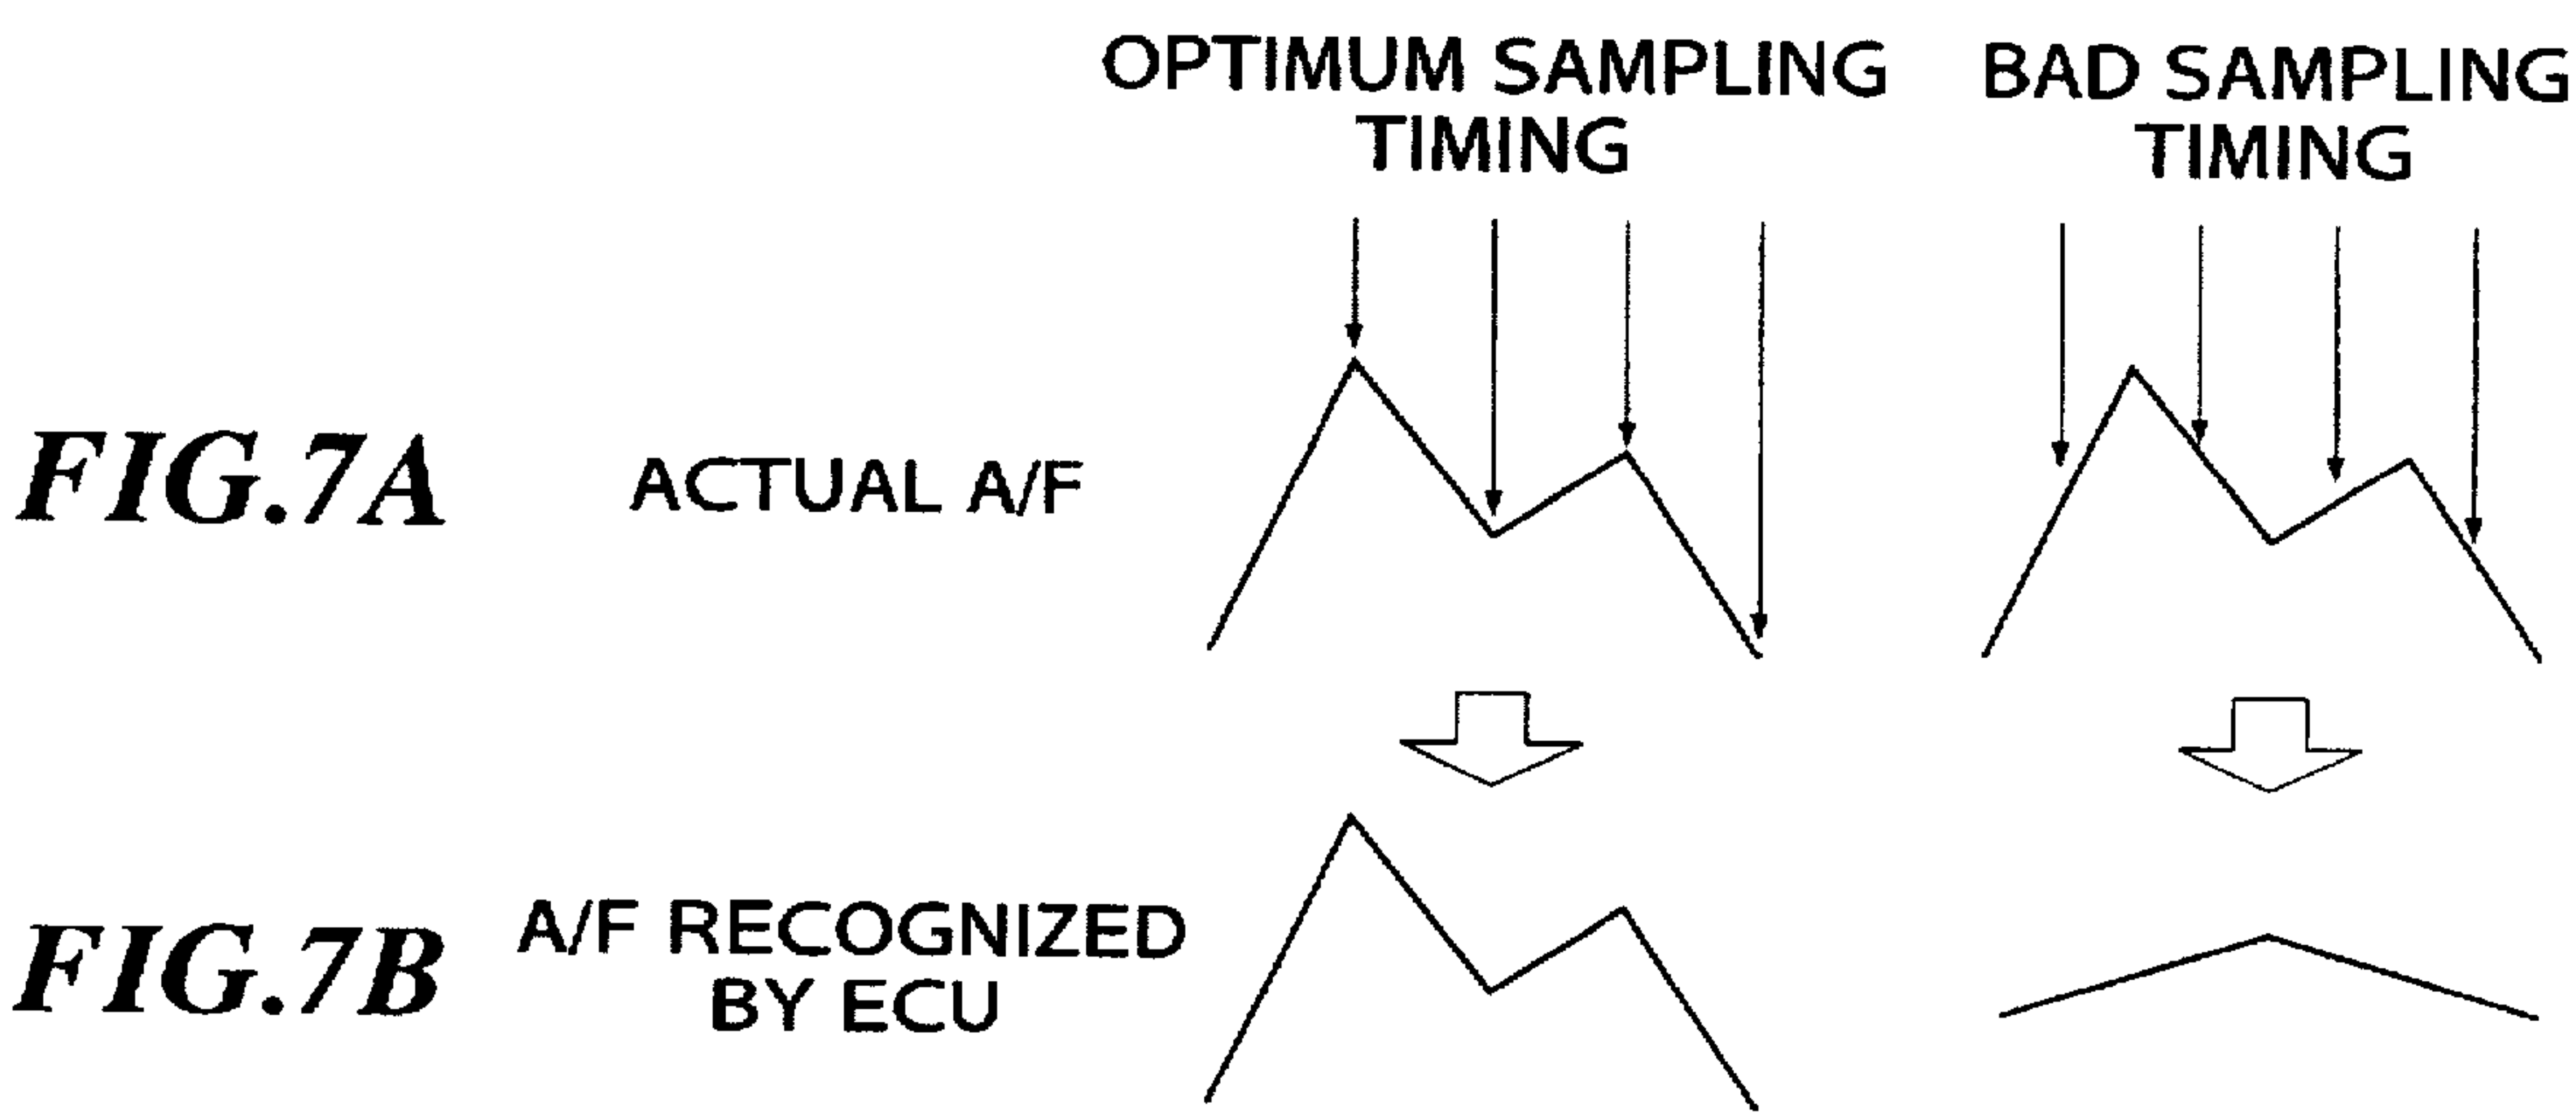 OPTIMUM SAMPLING
TIMING
BAD SAMPLING
TIMING
FIG.7A
ACTUAL A/F
FIG.7B
A/F RECOGNIZED
BY ECU